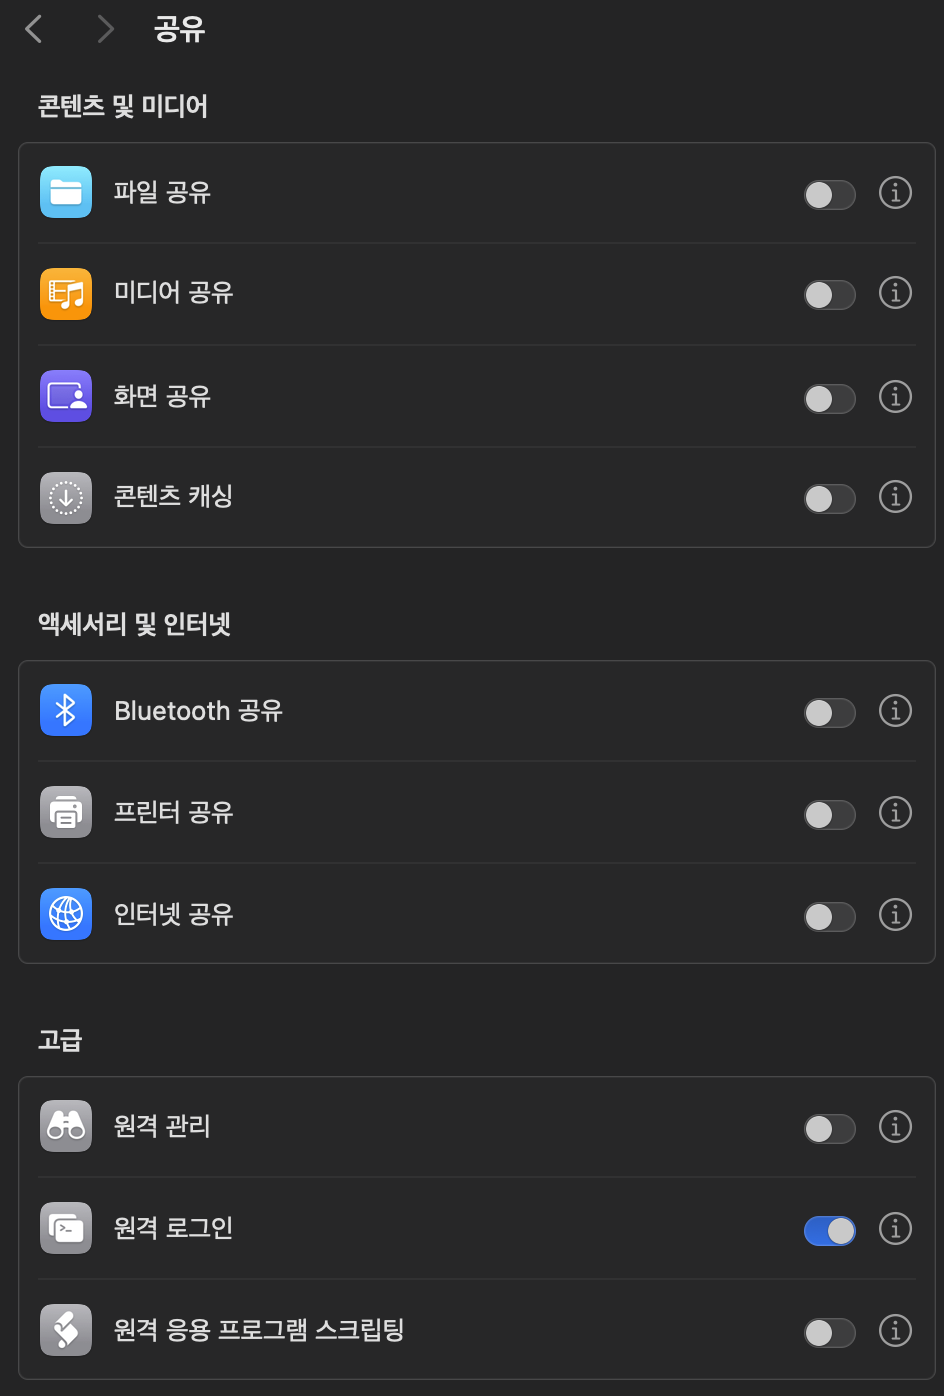 공유
콘텐츠 및 미디어
파일 공유
미디어 공유
화면 공유
콘텐츠 캐싱
액세서리 및 인터넷
Bluetooth 공유
프린터 공유
인터넷 공유
고급
원격 관리
원격 로그인
원격 응용 프로그램 스크립팅